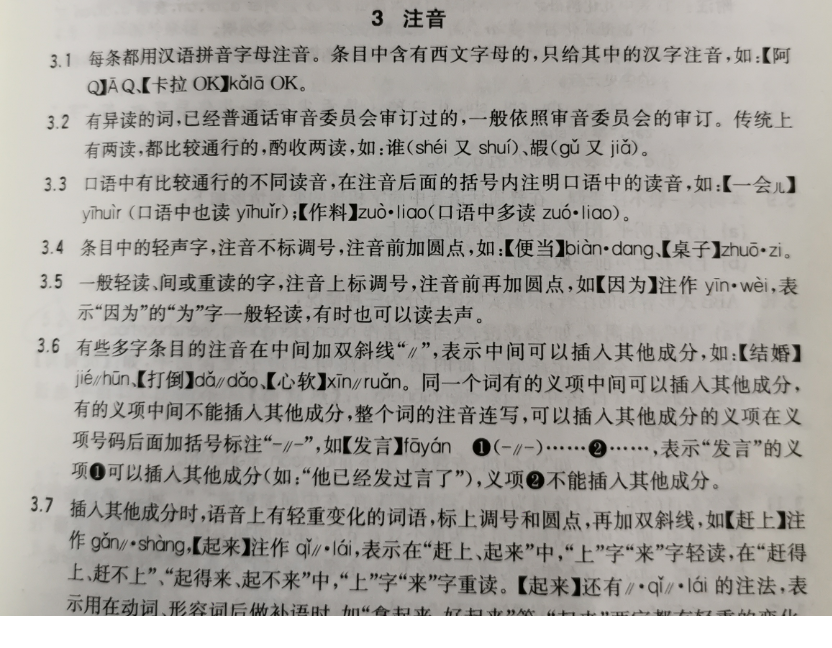 3 注音
3.1 每条都用汉语拼音字母注音。条目中含有西文字母的，只给其中的汉字注音，如：【阿
Q】Ā Q、【卡拉 OK】kǎlā OK。
3.2 有异读的词，已经普通话审音委员会审订过的，一般依照审音委员会的审订。传统上
有两读，都比较通行的，酌收两读，如：谁(shéi 又 shuí)、嘏(gǔ 又 jiǎ)。
3.3 口语中有比较通行的不同读音，在注音后面的括号内注明口语中的读音，如：【一会儿】
yīhuìr（口语中也读 yīhuǐr）；【作料】zuò·liao(口语中多读 zuó·liao)。
3.4 条目中的轻声字，注音不标调号，注音前加圆点，如：【便当】biàn·dang、【桌子】zhuō·zi。
3.5 一般轻读、间或重读的字，注音上标调号，注音前再加圆点，如【因为】注作 yīn·wèi，表
示“因为”的“为”字一般轻读，有时也可以读去声。
3.6 有些多字条目的注音在中间加双斜线“//”，表示中间可以插入其他成分，如：【结婚】
jié//hūn、【打倒】dǎ//dǎo、【心软】xīn//ruǎn。同一个词有的义项中间可以插入其他成分，
有的义项中间不能插入其他成分，整个词的注音连写，可以插入其他成分的义项在义
项号码后面加括号标注“-//-”，如【发言】fāyán ❶(-//-)……❷……，表示“发言”的义
项❶可以插入其他成分(如：“他已经发过言了”)，义项❷不能插入其他成分。
3.7 插入其他成分时，语音上有轻重变化的词语，标上调号和圆点，再加双斜线，如【赶上】注
作 gǎn//·shàng，【起来】注作 qǐ//·lái，表示在“赶上、起来”中，“上”字“来”字轻读，在“赶得
上、赶不上”、“起得来、起不来”中，“上”字“来”字重读。【起来】还有//·qǐ//·lái 的注法，表
示用在动词、形容词后做补语时，如“拿起来、好起来”等，“起来”两字都有轻重的变化